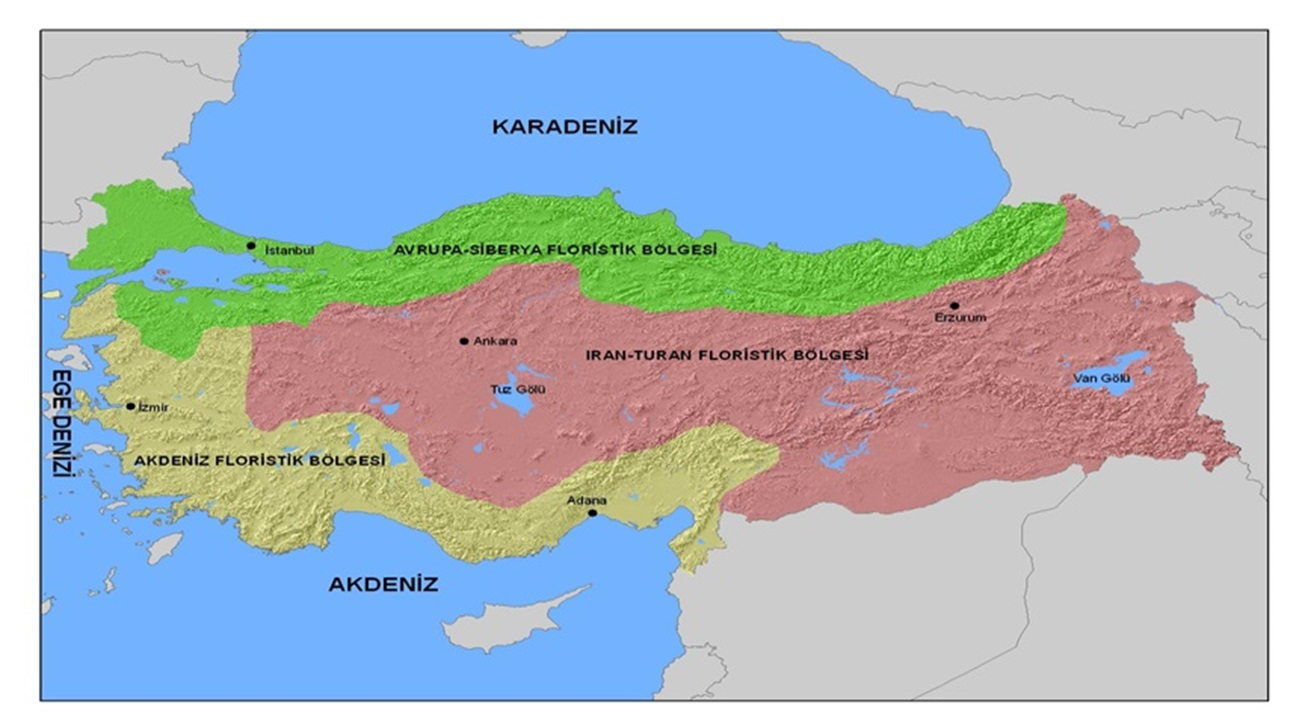 KARADENİZ
İstanbul
AVRUPA-SİBERYA FLORİSTİK BÖLGESİ
Erzurum
Ankara
IRAN-TURAN FLORİSTİK BÖLGESİ
Van Gölü
Tuz Gölü
EGE DENİZİ
İzmir
AKDENİZ FLORİSTİK BÖLGESİ
Adana
AKDENİZ